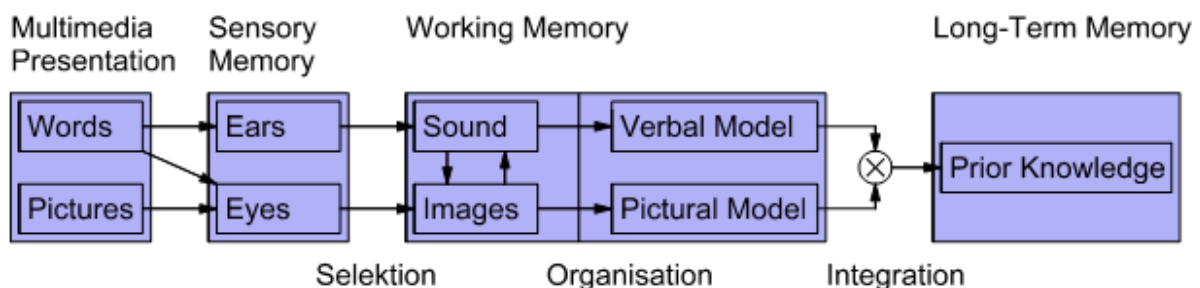 Multimedia
Presentation
Sensory
Memory
Working Memory
Long-Term Memory
Words
Ears
Sound
Verbal Model
Prior Knowledge
Pictures
Eyes
Images
Pictural Model
Selektion
Organisation
Integration